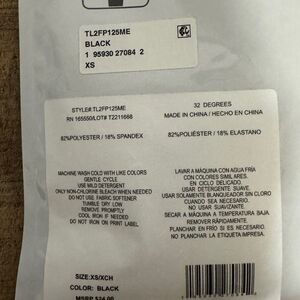 TL2FP125ME
BLACK
1 95930 27084 2
XS
STYLE#:TL2FP125ME
RN 165550/LOT# T2211668
82%POLYESTER / 18% SPANDEX
MACHINE WASH COLD WITH LIKE COLORS
GENTLE CYCLE
USE MILD DETERGENT
ONLY NON-CHLORINE BLEACH WHEN NEEDED
DO NOT USE FABRIC SOFTENER
TUMBLE DRY LOW
REMOVE PROMPTLY
COOL IRON IF NEEDED
DO NOT IRON ON PRINT LABEL
SIZE:XS/XCH
COLOR: BLACK
MSRP $24.00
32 DEGREES
MADE IN CHINA / HECHO EN CHINA
82%POLIÉSTER / 18% ELASTANO
LAVAR A MÁQUINA CON AGUA FRÍA
CON COLORES SIMILARES.
EN CICLO DELICADO.
USAR DETERGENTE SUAVE.
USAR SOLAMENTE BLANQUEADOR SIN CLORO
CUANDO SEA NECESARIO.
NO USAR SUAVIZANTE.
SECAR A MÁQUINA A TEMPERATURA BAJA
REMOVER RÁPIDAMENTE.
PLANCHAR EN FRÍO SI ES NECESARIO.
NO PLANCHAR LA ETIQUETA IMPRESA.